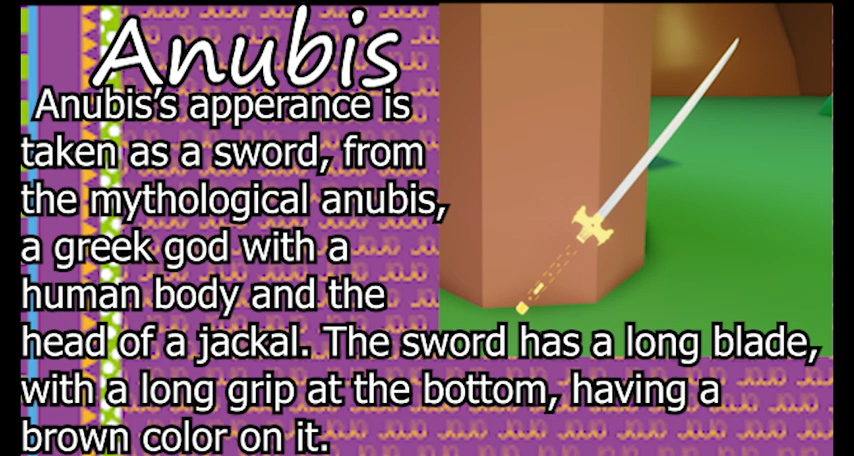 Anubis
Anubis's apperance is
taken as a sword, from
the mythological anubis,
a greek god with a
human body and the
head of a jackal. The sword has a long blade,
with a long grip at the bottom, having a
brown color on it.